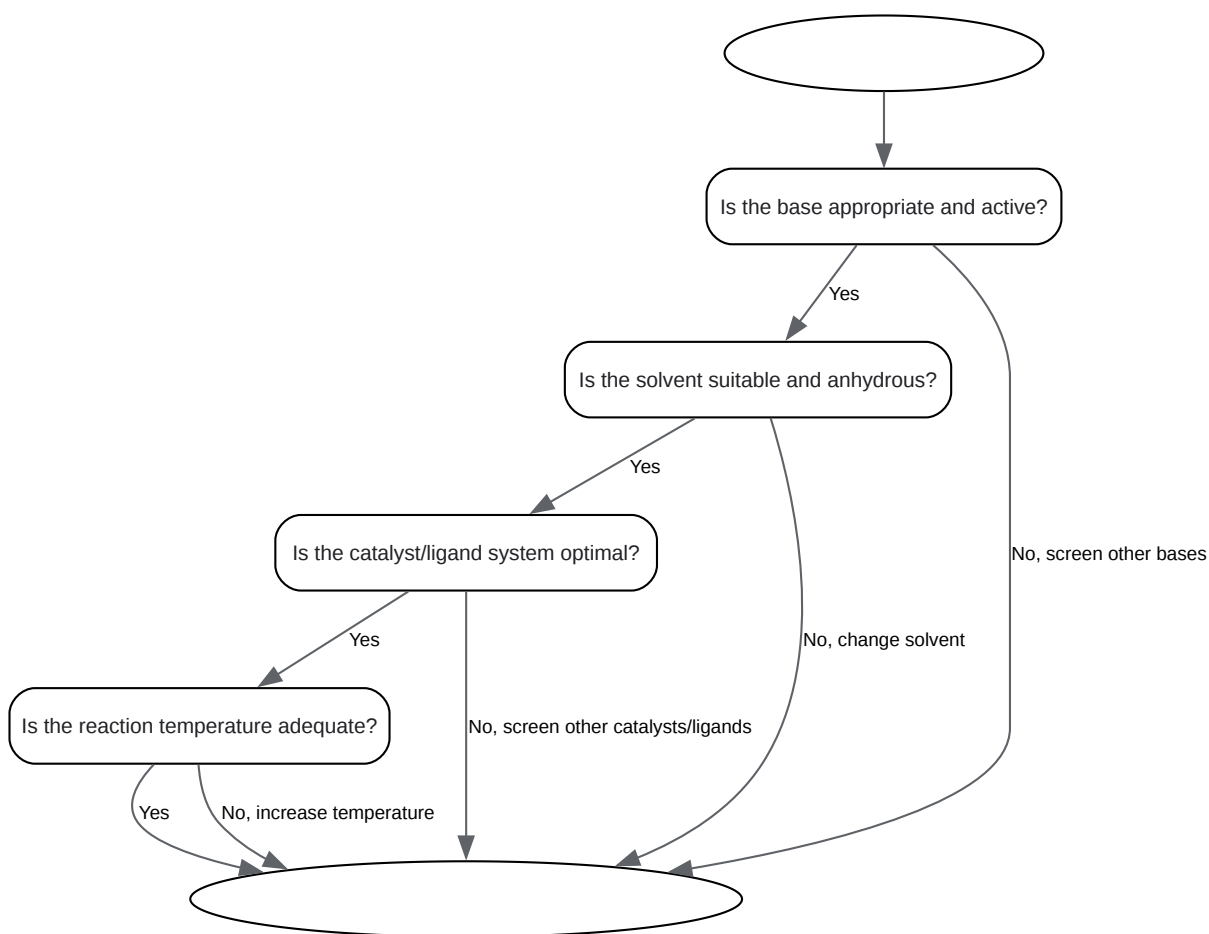 Is the base appropriate and active?
Yes
Is the solvent suitable and anhydrous?
Yes
Is the catalyst/ligand system optimal?
No, screen other bases
Yes
No, change solvent
Is the reaction temperature adequate?
No, screen other catalysts/ligands
Yes
No, increase temperature